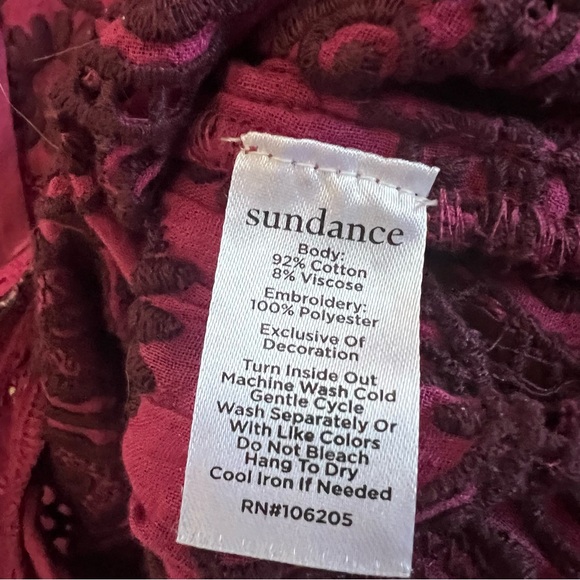 sundance
Body:
92% Cotton
8% Viscose
Embroidery:
100% Polyester
Exclusive Of
Decoration
Turn Inside Out
Machine Wash Cold
Gentle Cycle
Wash Separately Or
With Like Colors
Do Not Bleach
Hang To Dry
Cool Iron If Needed
RN#106205